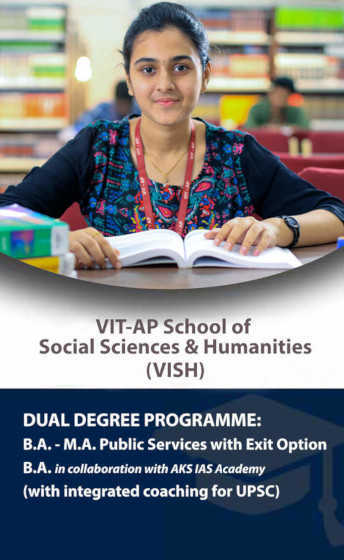 VIT-AP School of
Social Sciences & Humanities
(VISH)
DUAL DEGREE PROGRAMME:
B.A. - M.A. Public Services with Exit Option
B.A. in collaboration with AKS IAS Academy
(with integrated coaching for UPSC)